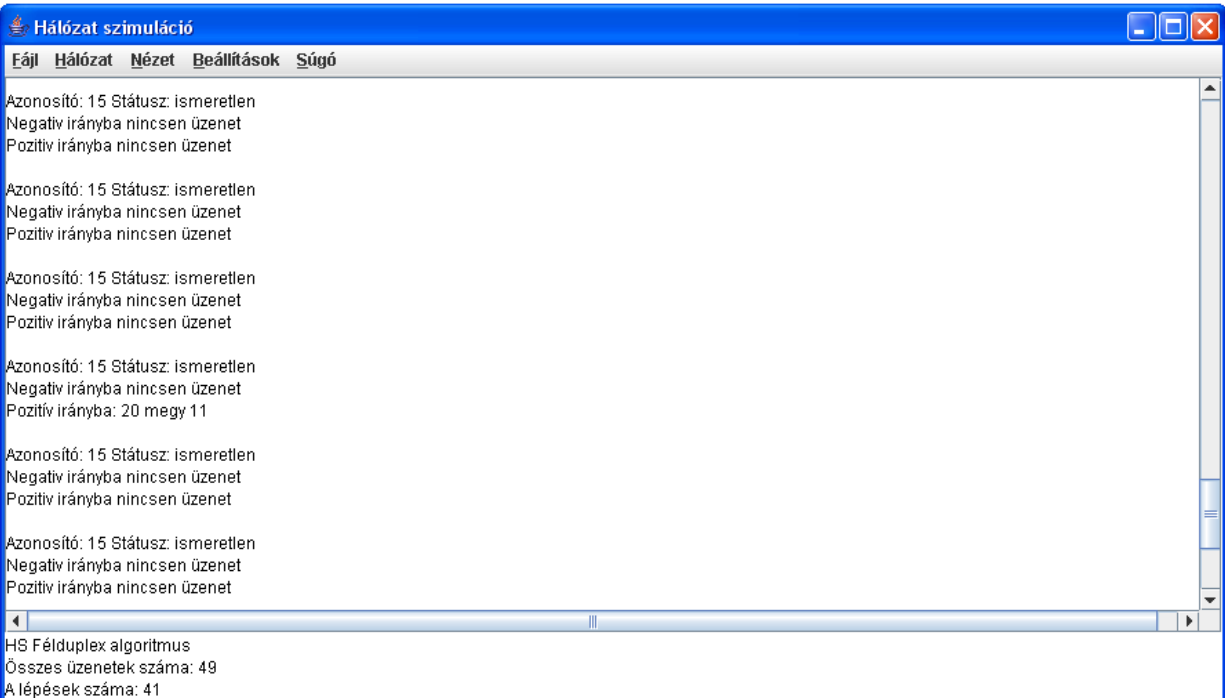 Hálózat szimuláció
Fájl Hálózat Nézet Beállítások Súgó
Azonosító: 15 Státusz: ismeretlen
Negativ irányba nincsen üzenet
Pozitiv irányba nincsen üzenet
Azonosító: 15 Státusz: ismeretlen
Negativ irányba nincsen üzenet
Pozitiv irányba nincsen üzenet
Azonosító: 15 Státusz: ismeretlen
Negativ irányba nincsen üzenet
Pozitiv irányba nincsen üzenet
Azonosító: 15 Státusz: ismeretlen
Negativ irányba nincsen üzenet
Pozitív irányba: 20 megy 11
Azonosító: 15 Státusz: ismeretlen
Negativ irányba nincsen üzenet
Pozitiv irányba nincsen üzenet
Azonosító: 15 Státusz: ismeretlen
Negativ irányba nincsen üzenet
Pozitiv irányba nincsen üzenet
HS Félduplex algoritmus
Összes üzenetek száma: 49
A lépések száma: 41